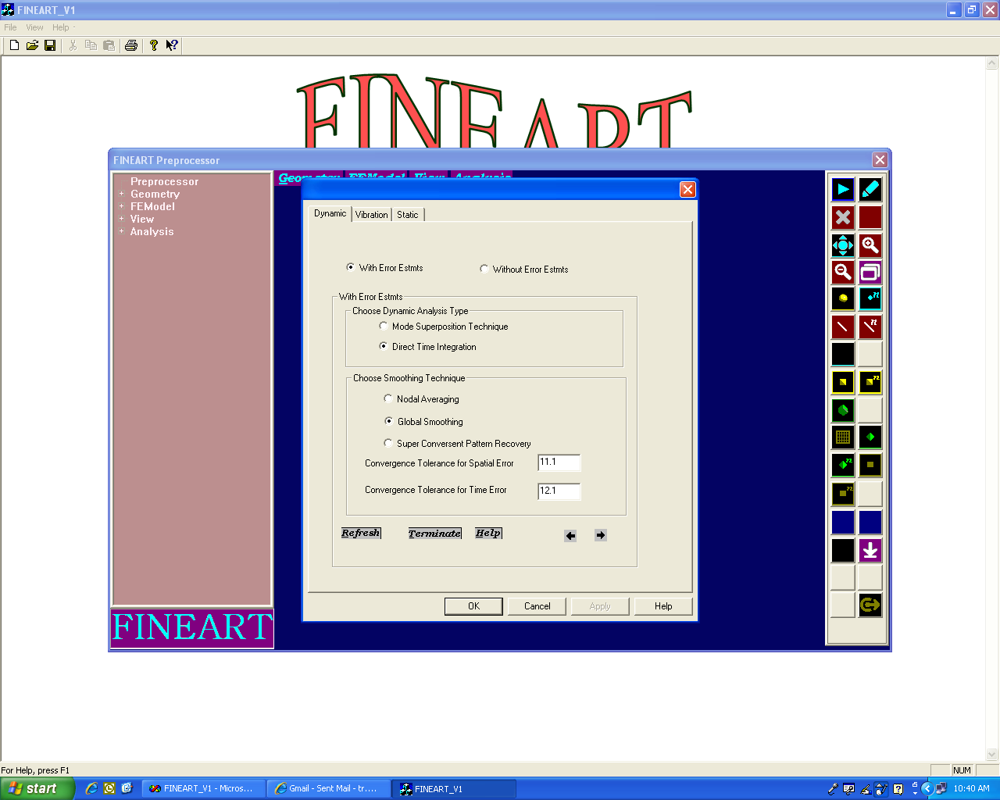 FINEART_V1
File View Help
FINEART
FINEART Preprocessor
Preprocessor
Geometry
FEModel
View
Analysis
Geometry FEModel View Analysis
Dynamic Vibration Static
With Error Estmts Without Error Estmts
With Error Estmts
Choose Dynamic Analysis Type
Mode Superposition Technique
Direct Time Integration
Choose Smoothing Technique
Nodal Averaging
Global Smoothing
Super Conversent Pattern Recovery
Convergence Tolerance for Spatial Error 11.1
Convergence Tolerance for Time Error 12.1
Refresh Terminate Help
OK Cancel Apply Help
FINEART
For Help, press F1 NUM
start FINEART_V1 - Micros... Gmail - Sent Mail - tr.... FINEART_V1 10:40 AM